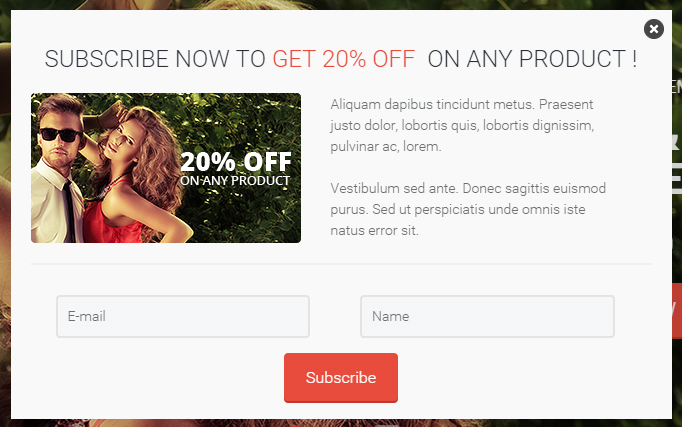 SUBSCRIBE NOW TO GET 20% OFF ON ANY PRODUCT !
20% OFF
ON ANY PRODUCT
Aliquam dapibus tincidunt metus. Praesent
justo dolor, lobortis quis, lobortis dignissim,
pulvinar ac, lorem.
Vestibulum sed ante. Donec sagittis euismod
purus. Sed ut perspiciatis unde omnis iste
natus error sit.
E-mail
Name
Subscribe